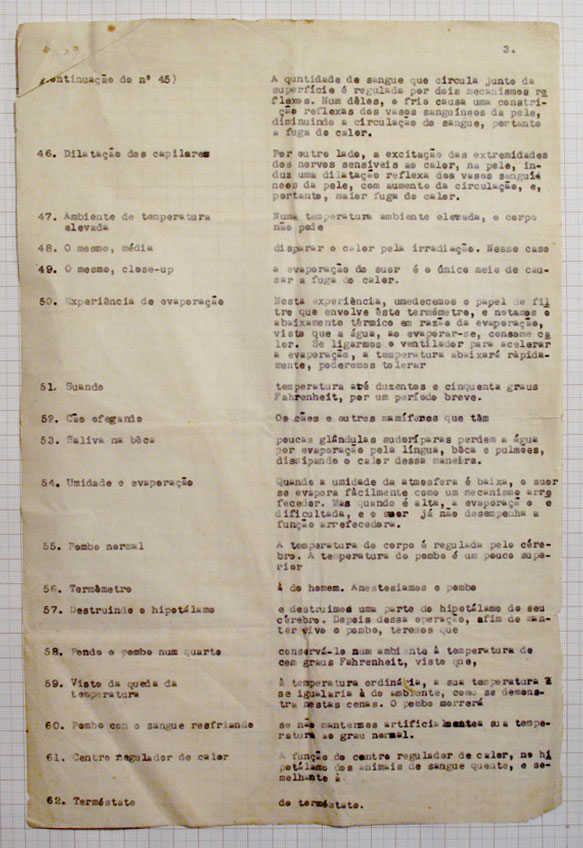 3.
(continuação do nº 45)
A quntidade de sangue que circula junto da
superfície é regulada por dois mecanismos re
flexos. Num dêles, o frio causa uma constri-
ção reflexas dos vasos sanguíneos da pele,
diminuindo a circulação do sangue, portanto
a fuga do calor.
46. Dilatação dos capilares
Por outro lado, a excitação das extremidades
dos nervos sensíveis ao calor, na pele, in-
duz uma dilatação reflexa dos vasos sanguí
neos da pele, com aumento da circulação, e,
portanto, maior fuga do calor.
47. Ambiente de temperatura
elevada
Numa temperatura ambiente elevada, o corpo
não pode
48. O mesmo, média
disparar o calor pela irradiação. Nesse caso
49. O mesmo, close-up
a evaporação do suor é o único meio de cau-
sar a fuga do calor.
50. Experiência de evaporação
Nesta experiência, umedecemos o papel de fil
tro que envolve êste termômetro, e notamos o
abaixamento térmico em razão da evaporação,
visto que a água, ao evaporar-se, consome ca
lor. Se ligarmos o ventilador para acelerar
a evaporação, a temperatura abaixará ràpida-
mente, poderemos tolerar
51. Suando
temperatura até duzentos e cinquenta graus
Fahrenheit, por um período breve.
52. Cão ofegando
Os cães e outros mamíferos que têm
53. Saliva na bôca
poucas glândulas sudoríparas perdem a água
por evaporação pela língua, bôca e pulmões,
dissipando o calor dessa maneira.
54. Umidade e evaporação
Quando a umidade da atmosfera é baixa, o suor
se evapora fàcilmente como um mecanismo arre
fecedor. Mas quando é alta, a evaporação e
dificultada, e o suor já não desempenha a
função arrefecedora.
55. Pombo normal
A temperatura do corpo é regulada pelo cére-
bro. A temperatura do pombo é um pouco supe-
rior
56. Termômetro
à do homem. Anestesiamos o pombo
57. Destruindo o hipotálamo
e destruimos uma parte do hipotálamo do seu
cérebro. Depois dessa operação, afim de man-
ter vivo o pombo, teremos que
58. Pondo o pombo num quarto
conservá-lo num ambiente à temperatura de
cem graus Fahrenheit, visto que,
59. Visto da queda da
temperatura
à temperatura ordinária, a sua temperatura
se igualaria à do ambiente, como se demons-
tra nestas cenas. O pombo morrerá
60. Pombo com o sangue resfriando
se não mantermos artificialmentea sua tempe-
ratura ao grau normal.
61. Centro regulador de calor
A função do centro regulador de calor, no hi
potálamo dos animais de sangue quente, e se-
melhante à
62. Termóstato
do termóstato.